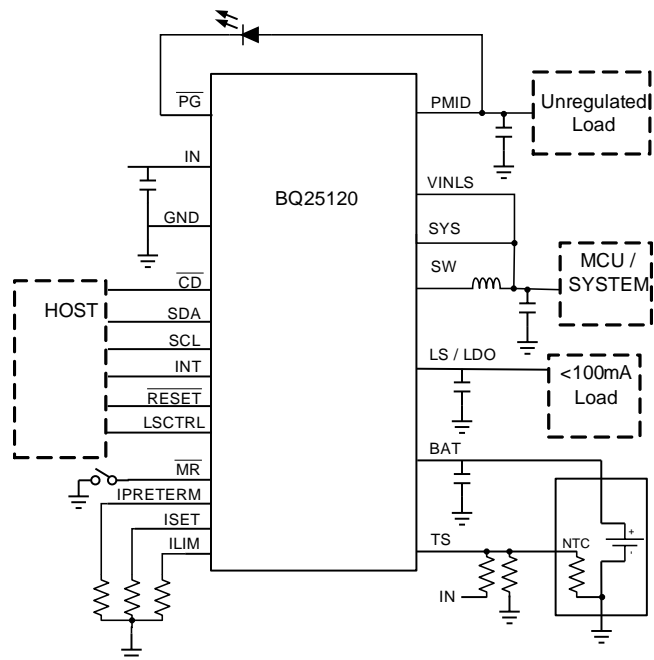 PG
PMID
Unregulated
Load
IN
VINLS
BQ25120
GND
SYS
SW
MCU /
SYSTEM
CD
HOST
SDA
SCL
INT
LS / LDO
<100mA
Load
RESET
LSCTRL
BAT
MR
IPRETERM
ISET
ILIM
TS
NTC
+
-
IN